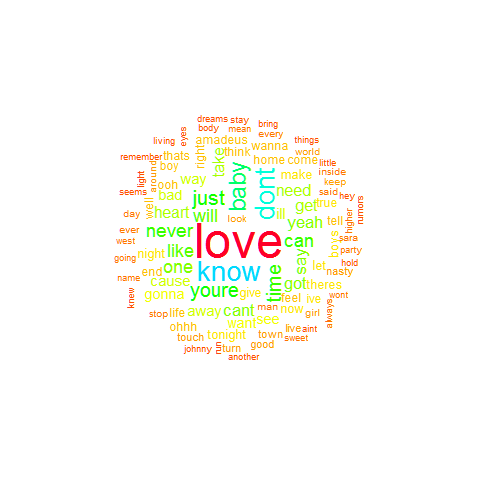 dreams stay bring
body mean every
living eyes amadeus wanna things
right think world
remember thats take home come little
light around boy way baby dont make inside
seems ooh need keep
well bad just get true said hey
day heart will look ill tell higher rumors
ever never yeah boys sara
west like love can say party
going night one know time got let hold
name end cause youre theres nasty
knew gonna give feel ive wont
away cant man now girl always
stop life want see live aint
ohhh tonight town sweet
touch run turn good
johnny another